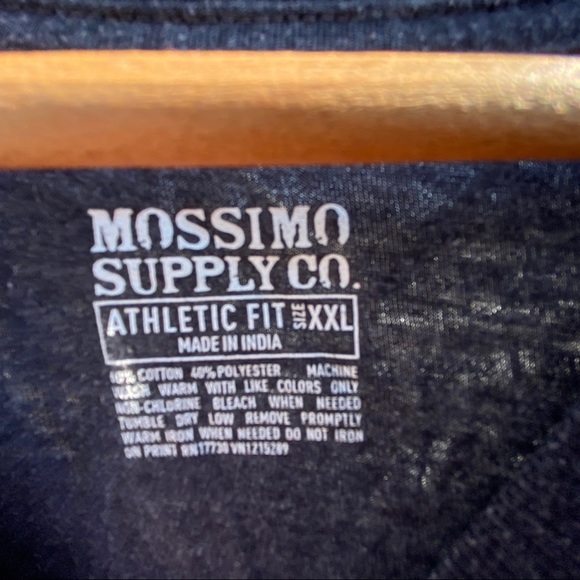 MOSSIMO
SUPPLY CO.
ATHLETIC FIT SIZE XXL
MADE IN INDIA
60% COTTON 40% POLYESTER MACHINE
WASH WARM WITH LIKE COLORS ONLY
NON-CHLORINE BLEACH WHEN NEEDED
TUMBLE DRY LOW REMOVE PROMPTLY
WARM IRON WHEN NEEDED DO NOT IRON
ON PRINT RN17730 VN1215209